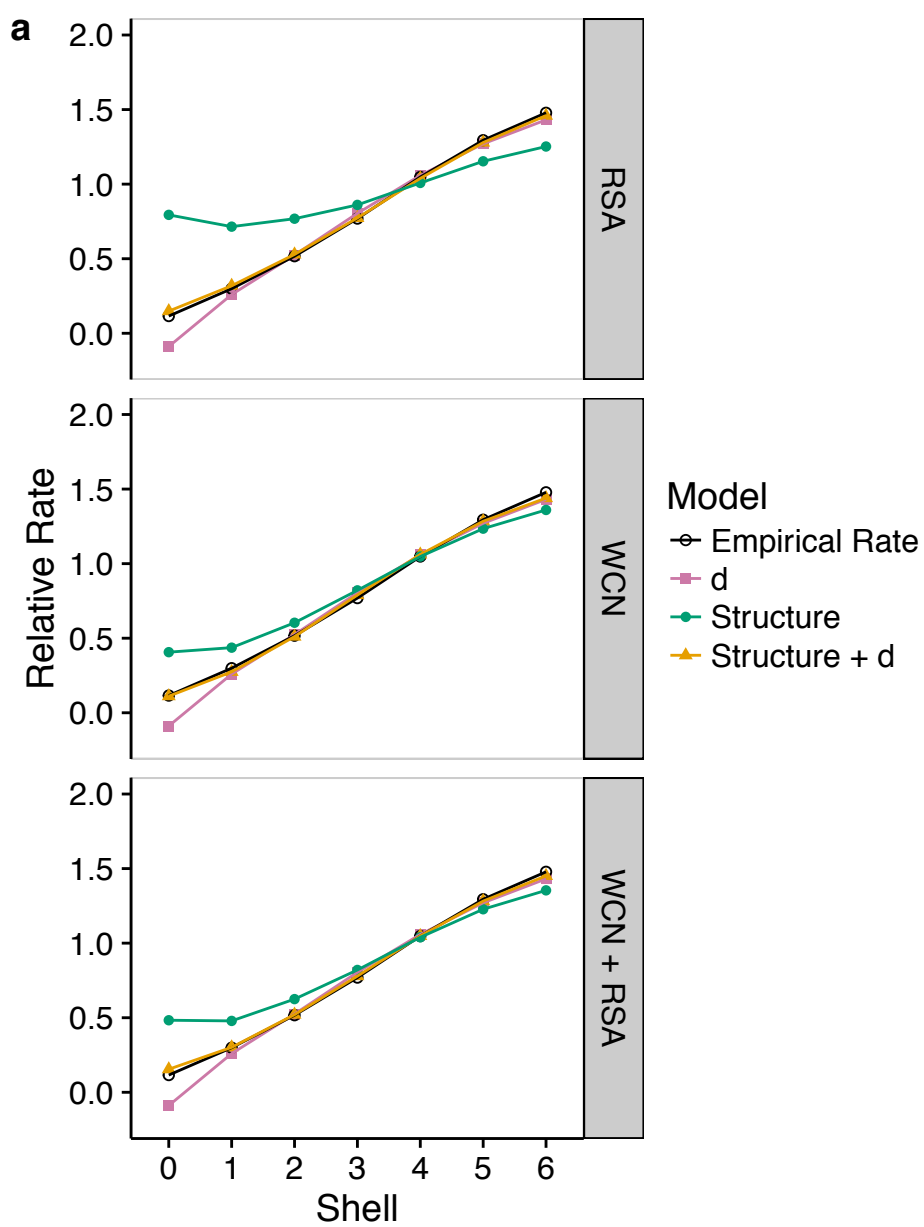 a
2.0
1.5
1.0
0.5
0.0
RSA
2.0
1.5
1.0
0.5
0.0
WCN
2.0
1.5
1.0
0.5
0.0
WCN + RSA
Relative Rate
0 1 2 3 4 5 6
Shell
Model
Empirical Rate
d
Structure
Structure + d